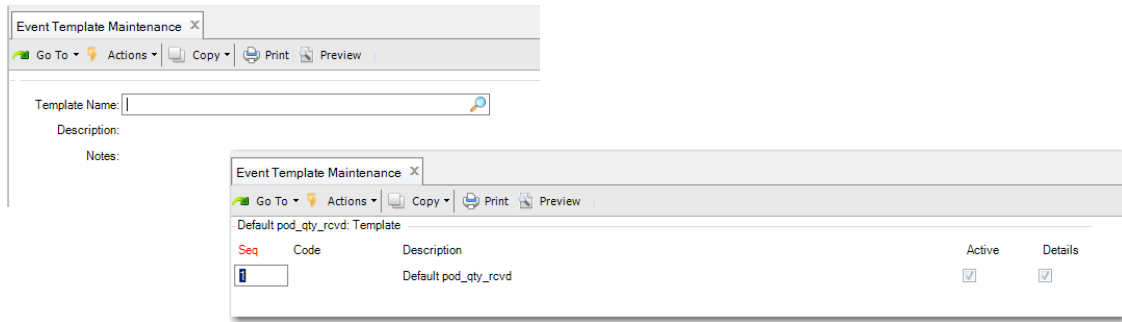 Event Template Maintenance X
Go To Actions Copy Print Preview
Template Name:
Description:
Notes:
Event Template Maintenance X
Go To Actions Copy Print Preview
Default pod_qty_rcvd: Template
Seq Code Description Active Details
1 Default pod_qty_rcvd